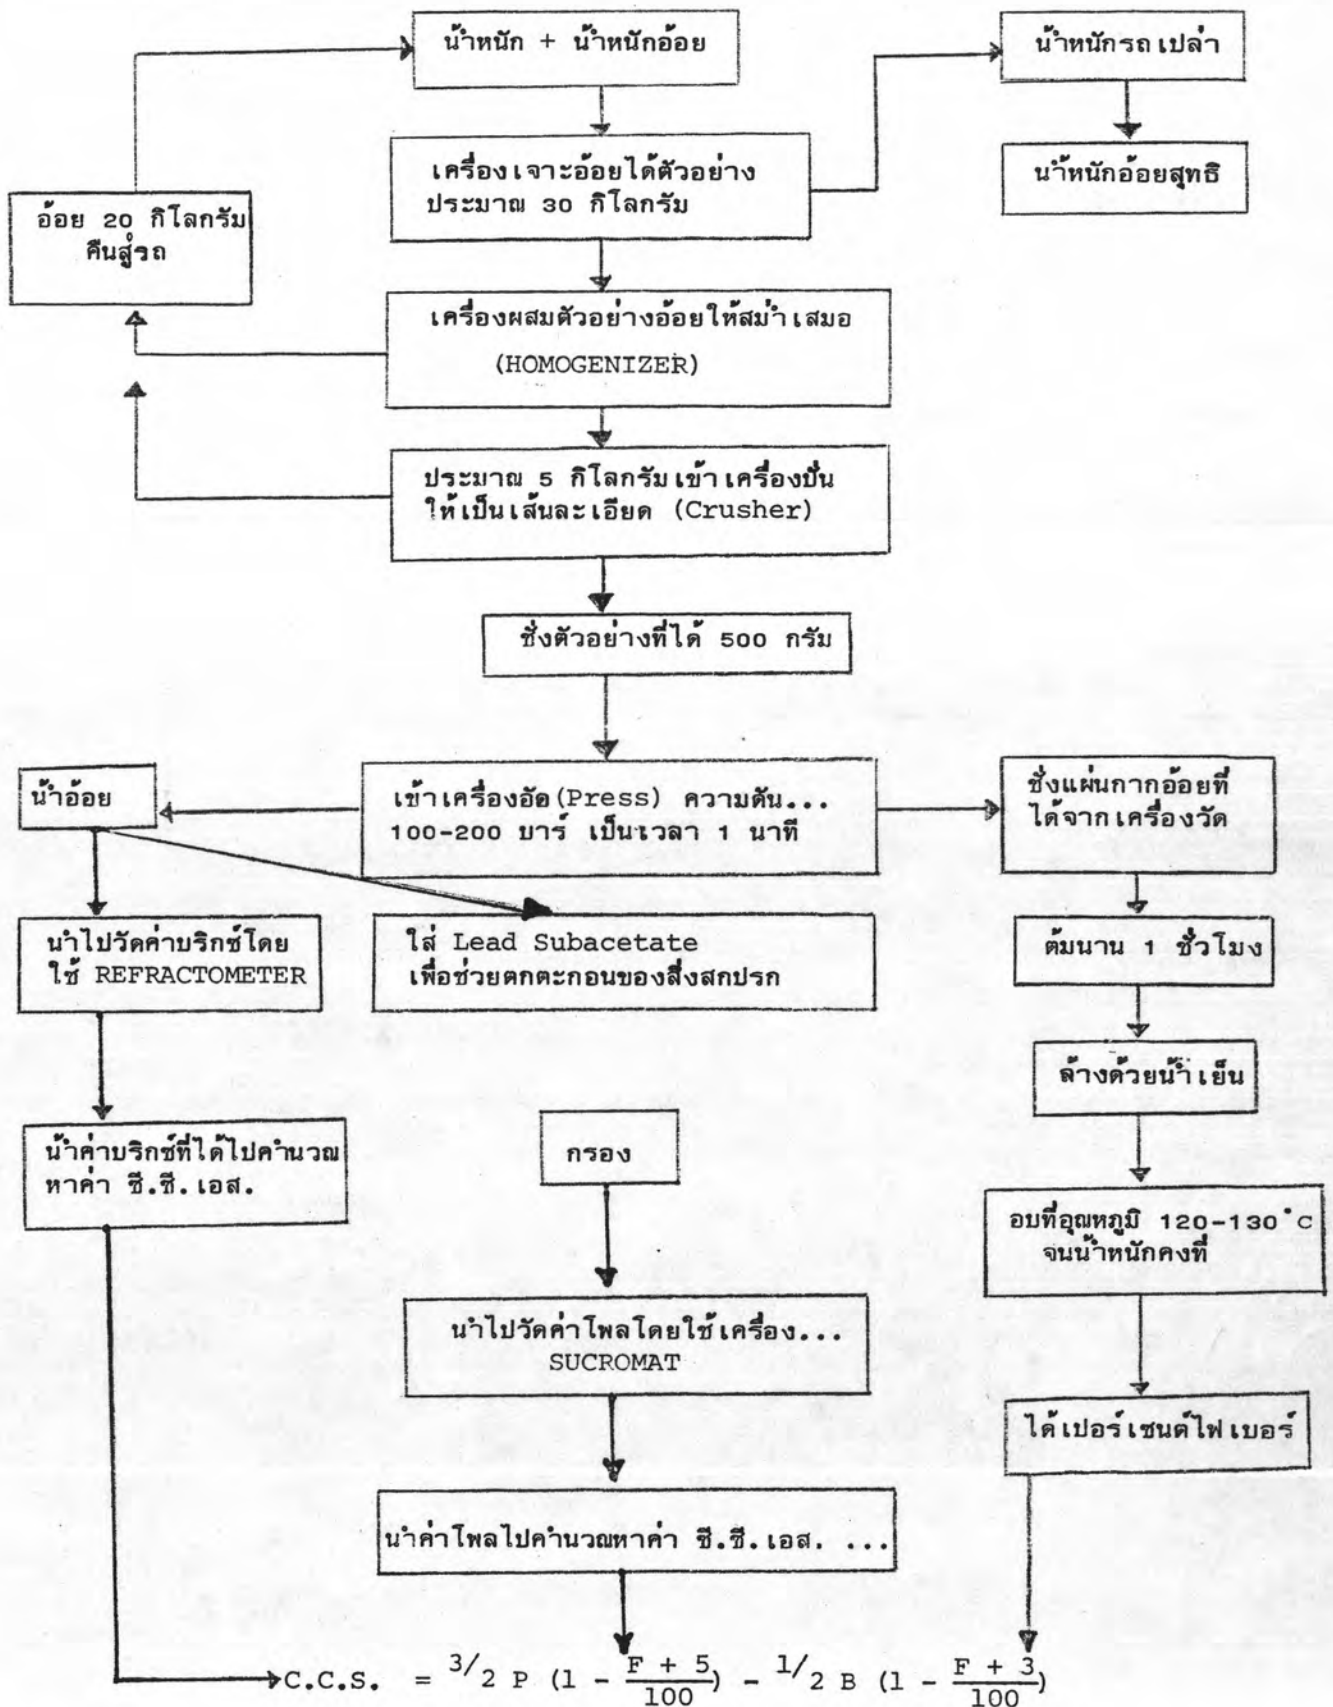 น้ำหนัก + น้ำหนักอ้อย
น้ำหนักรถเปล่า
เครื่องเจาะอ้อยได้ตัวอย่าง
ประมาณ 30 กิโลกรัม
น้ำหนักอ้อยสุทธิ
อ้อย 20 กิโลกรัม
คืนสู่รถ
เครื่องผสมตัวอย่างอ้อยให้สม่ำเสมอ
(HOMOGENIZER)
ประมาณ 5 กิโลกรัมเข้าเครื่องปั่น
ให้เป็นเส้นละเอียด (Crusher)
ชั่งตัวอย่างที่ได้ 500 กรัม
น้ำอ้อย
เข้าเครื่องอัด (Press) ความดัน...
100-200 บาร์ เป็นเวลา 1 นาที
ชั่งแผ่นกากอ้อยที่
ได้จากเครื่องวัด
นำไปวัดค่าบริกซ์โดย
ใช้ REFRACTOMETER
ใส่ Lead Subacetate
เพื่อช่วยตกตะกอนของสิ่งสกปรก
ต้มนาน 1 ชั่วโมง
ล้างด้วยน้ำเย็น
น้ำค่าบริกซ์ที่ได้ไปคำนวณ
หาค่า ซี.ซี.เอส.
กรอง
อบที่อุณหภูมิ 120-130°C
จนน้ำหนักคงที่
นำไปวัดค่าโพลโดยใช้เครื่อง...
SUCROMAT
ได้เปอร์เซนต์ไฟเบอร์
นำค่าโพลไปคำนวณหาค่า ซี.ซี.เอส. ...
C.C.S. = 3/2 P (1 - (F + 5)/100) - 1/2 B (1 - (F + 3)/100)